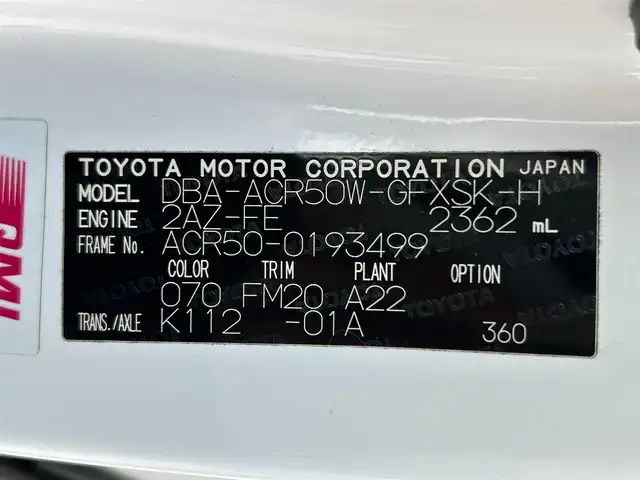 TOYOTA MOTOR CORPORATION JAPAN
MODEL DBA-ACR50W-GFXSK-H
ENGINE 2AZ-FE 2362 mL
FRAME No. ACR50-0193499
COLOR TRIM PLANT OPTION
070 FM20 A22
TRANS./AXLE K112 -01A
360
TOYOTA